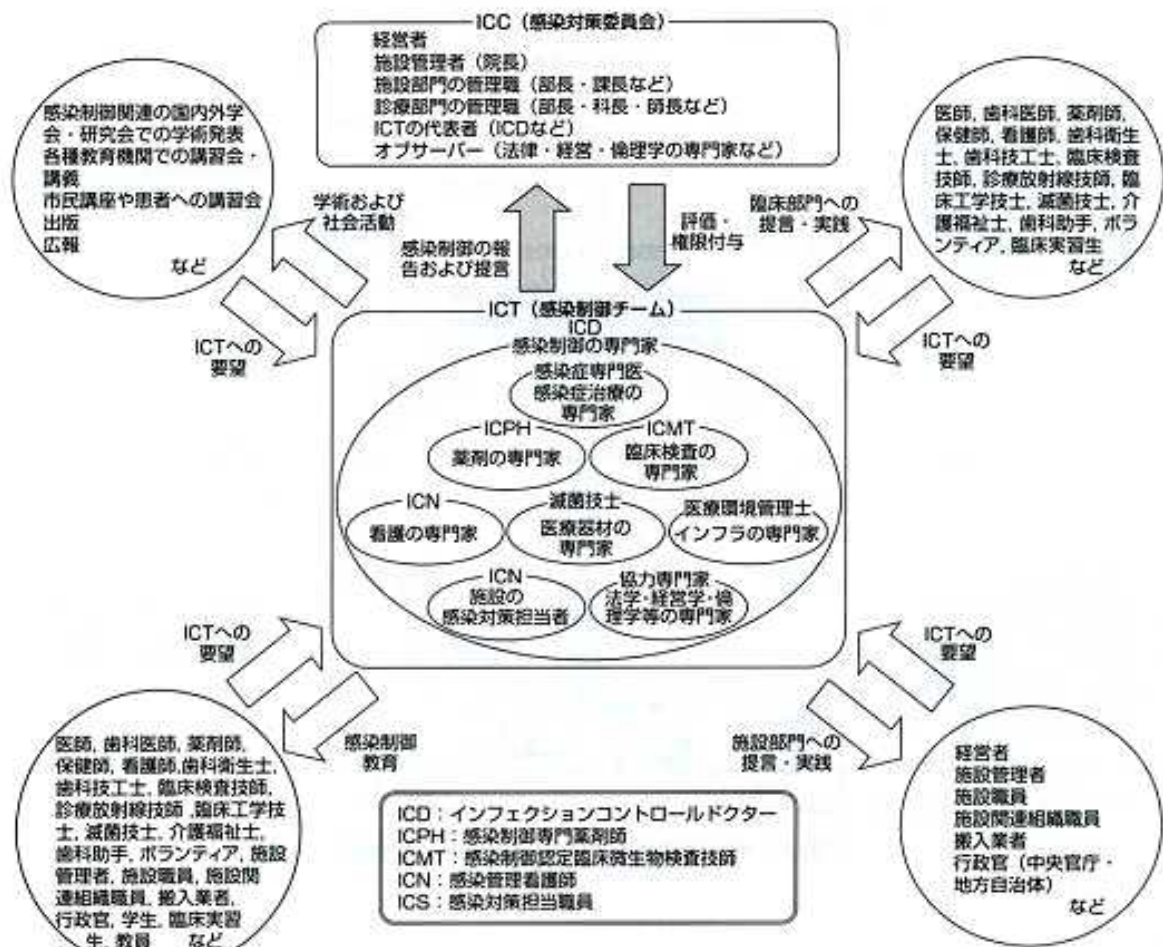 ICC(感染対策委員会)
経営者
施設管理者(院長)
施設部門の管理職(部長・課長など)
診療部門の管理職(部長・科長・師長など)
ICTの代表者(ICDなど)
オブサーバー(法律・経営・倫理学の専門家など)
感染制御関連の国内外学
会・研究会での学術発表
各種教育機関での講習会・
講義
市民講座や患者への講習会
出版
広報
など
医師, 歯科医師, 薬剤師,
保健師, 看護師, 歯科衛生
士, 歯科技工士, 臨床検査
技師, 診療放射線技師, 臨
床工学技士, 滅菌技士, 介
護福祉士, 歯科助手, ボラ
ンティア, 臨床実習生
など
学術および
社会活動
感染制御の報
告および提言
評価・
権限付与
臨床部門への
提言・実践
ICTへの
要望
ICTへの
要望
ICT(感染制御チーム)
ICD
感染制御の専門家
感染症専門医
感染症治療の
専門家
ICPH
薬剤の専門家
ICMT
臨床検査の
専門家
ICN
看護の専門家
滅菌技士
医療器材の
専門家
医療環境管理士
インフラの専門家
ICN
施設の
感染対策担当者
協力専門家
法学・経営学・倫
理学等の専門家
ICTへの
要望
ICTへの
要望
感染制御
教育
施設部門への
提言・実践
医師, 歯科医師, 薬剤師,
保健師, 看護師,歯科衛生士,
歯科技工士, 臨床検査技師,
診療放射線技師 ,臨床工学技
士, 滅菌技士, 介護福祉士,
歯科助手, ボランティア, 施設
管理者, 施設職員, 施設関
連組織職員, 搬入業者,
行政官, 学生, 臨床実習
生, 教員 など
ICD:インフェクションコントロールドクター
ICPH:感染制御専門薬剤師
ICMT:感染制御認定臨床微生物検査技師
ICN:感染管理看護師
ICS:感染対策担当職員
経営者
施設管理者
施設職員
施設関連組織職員
搬入業者
行政官(中央官庁・
地方自治体)
など